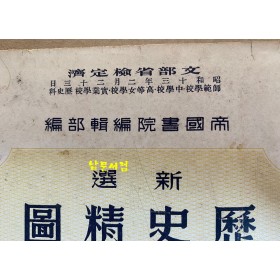 文部省檢定濟
昭和十三年二月二十三日
師範學校·中學校·高等女學校·實業學校 歷史科
帝國書院編輯部編
新選
歷史精圖